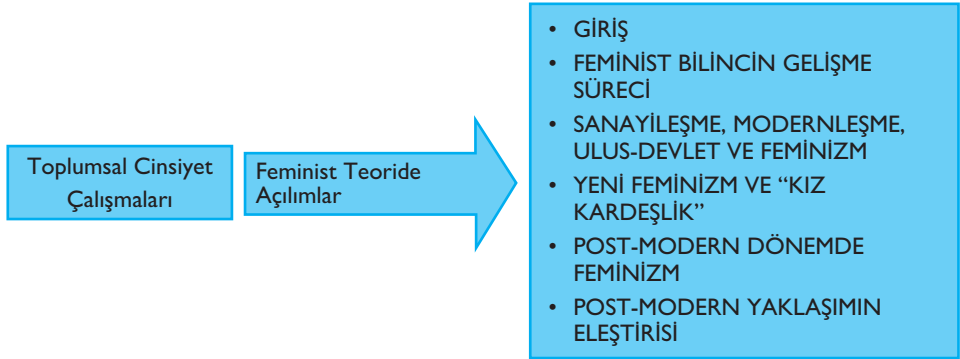 Toplumsal Cinsiyet
Çalışmaları
Feminist Teoride
Açılımlar
• GİRİŞ
• FEMİNİST BİLİNCİN GELİŞME
SÜRECİ
• SANAYİLEŞME, MODERNLEŞME,
ULUS-DEVLET VE FEMİNİZM
• YENİ FEMİNİZM VE “KIZ
KARDEŞLİK”
• POST-MODERN DÖNEMDE
FEMİNİZM
• POST-MODERN YAKLAŞIMIN
ELEŞTİRİSİ